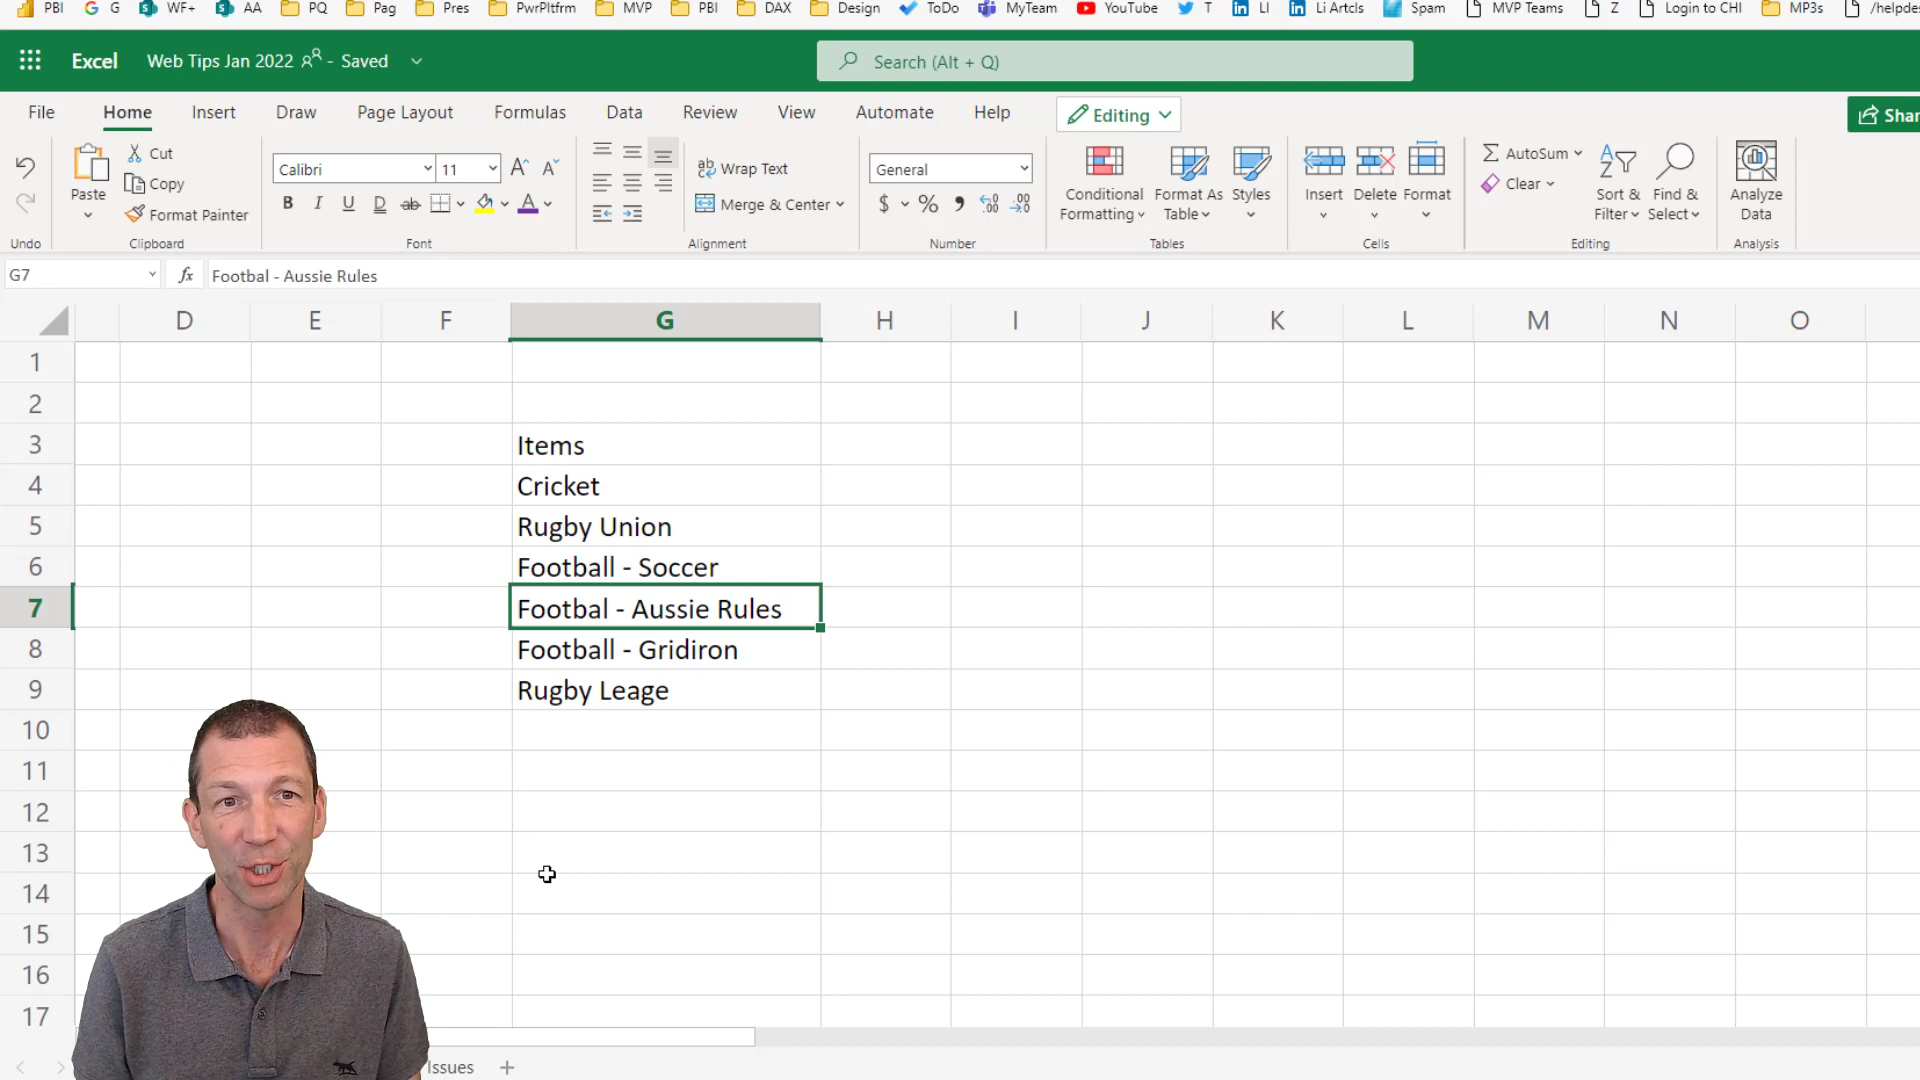 PBI G WF+ AA PQ Pag Pres PwrPltfrm MVP PBI DAX Design ToDo MyTeam YouTube T LI Li Artcls Spam MVP Teams Z Login to CHI MP3s
Excel Web Tips Jan 2022 - Saved Search (Alt + Q)
File Home Insert Draw Page Layout Formulas Data Review View Automate Help Editing
Paste Cut Copy Format Painter
Calibri 11
Wrap Text
Merge & Center
General
Conditional Formatting Format As Table Styles
Insert Delete Format
AutoSum
Clear
Sort & Filter Find & Select
Analyze Data
Undo Clipboard Font Alignment Number Tables Cells Editing Analysis
G7 fx Footbal - Aussie Rules
D E F G H I J K L M N O
1
2
3 Items
4 Cricket
5 Rugby Union
6 Football - Soccer
7 Footbal - Aussie Rules
8 Football - Gridiron
9 Rugby Leage
10
11
12
13
14
15
16
17
Issues